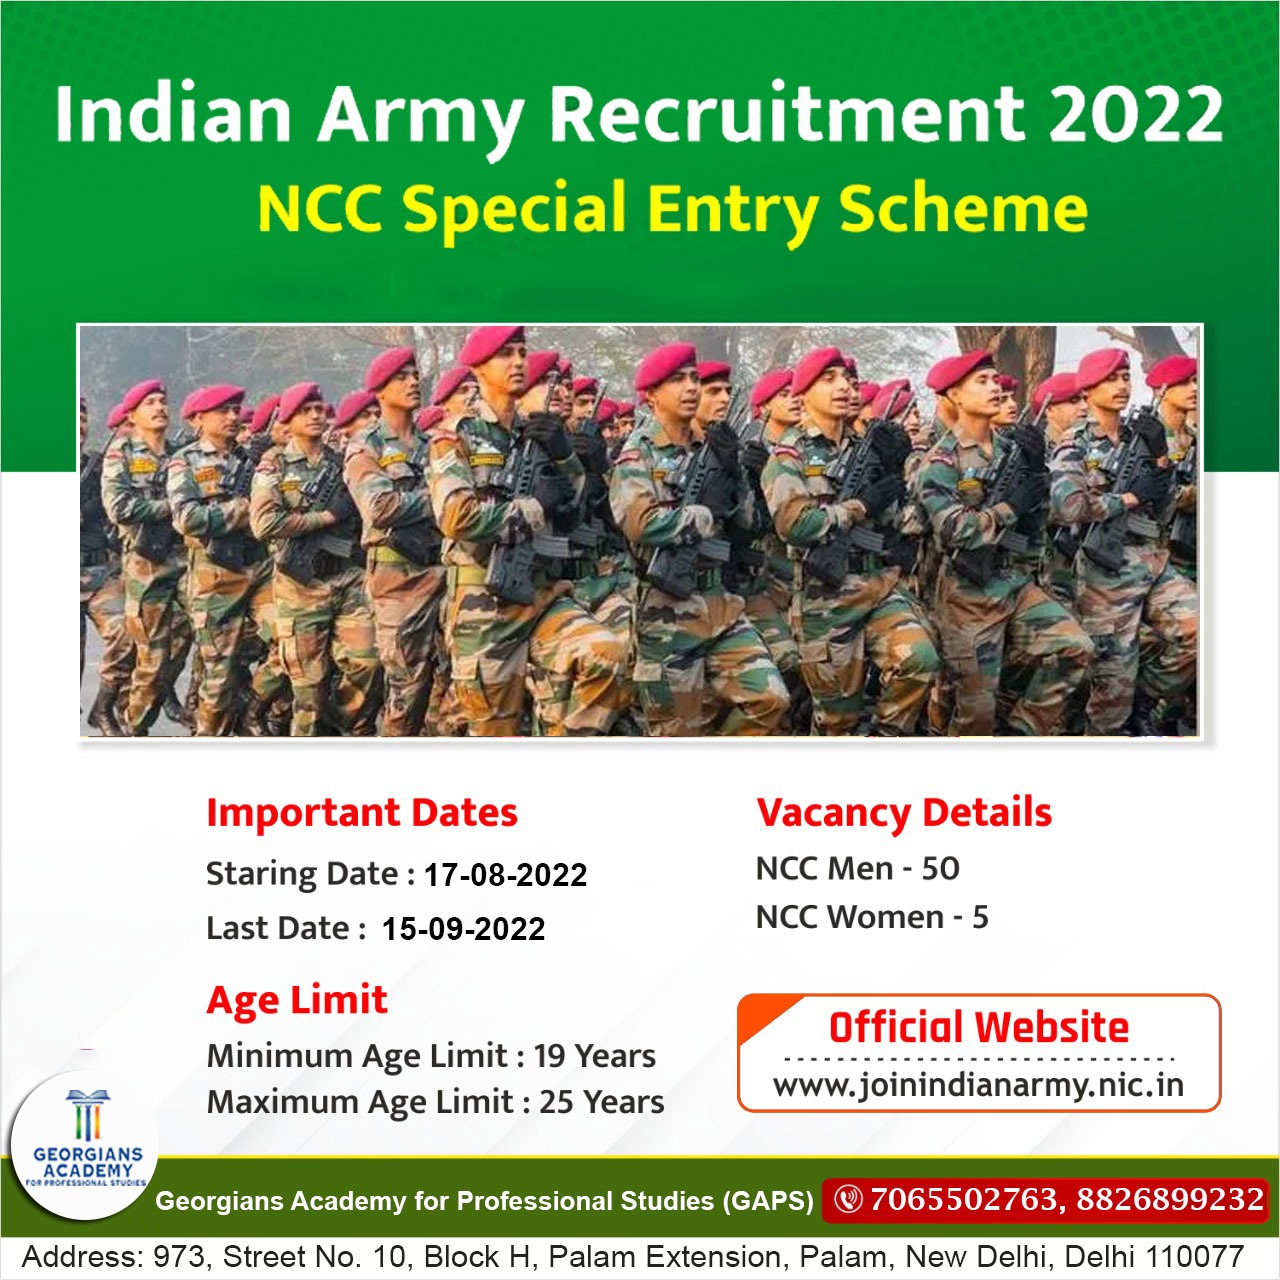 Indian Army Recruitment 2022
NCC Special Entry Scheme
Important Dates
Staring Date : 17-08-2022
Last Date : 15-09-2022
Age Limit
Minimum Age Limit : 19 Years
Maximum Age Limit : 25 Years
Vacancy Details
NCC Men - 50
NCC Women - 5
Official Website
www.joinindianarmy.nic.in
GEORGIANS
ACADEMY
FOR PROFESSIONAL STUDIES
Georgians Academy for Professional Studies (GAPS) 7065502763, 8826899232
Address: 973, Street No. 10, Block H, Palam Extension, Palam, New Delhi, Delhi 110077